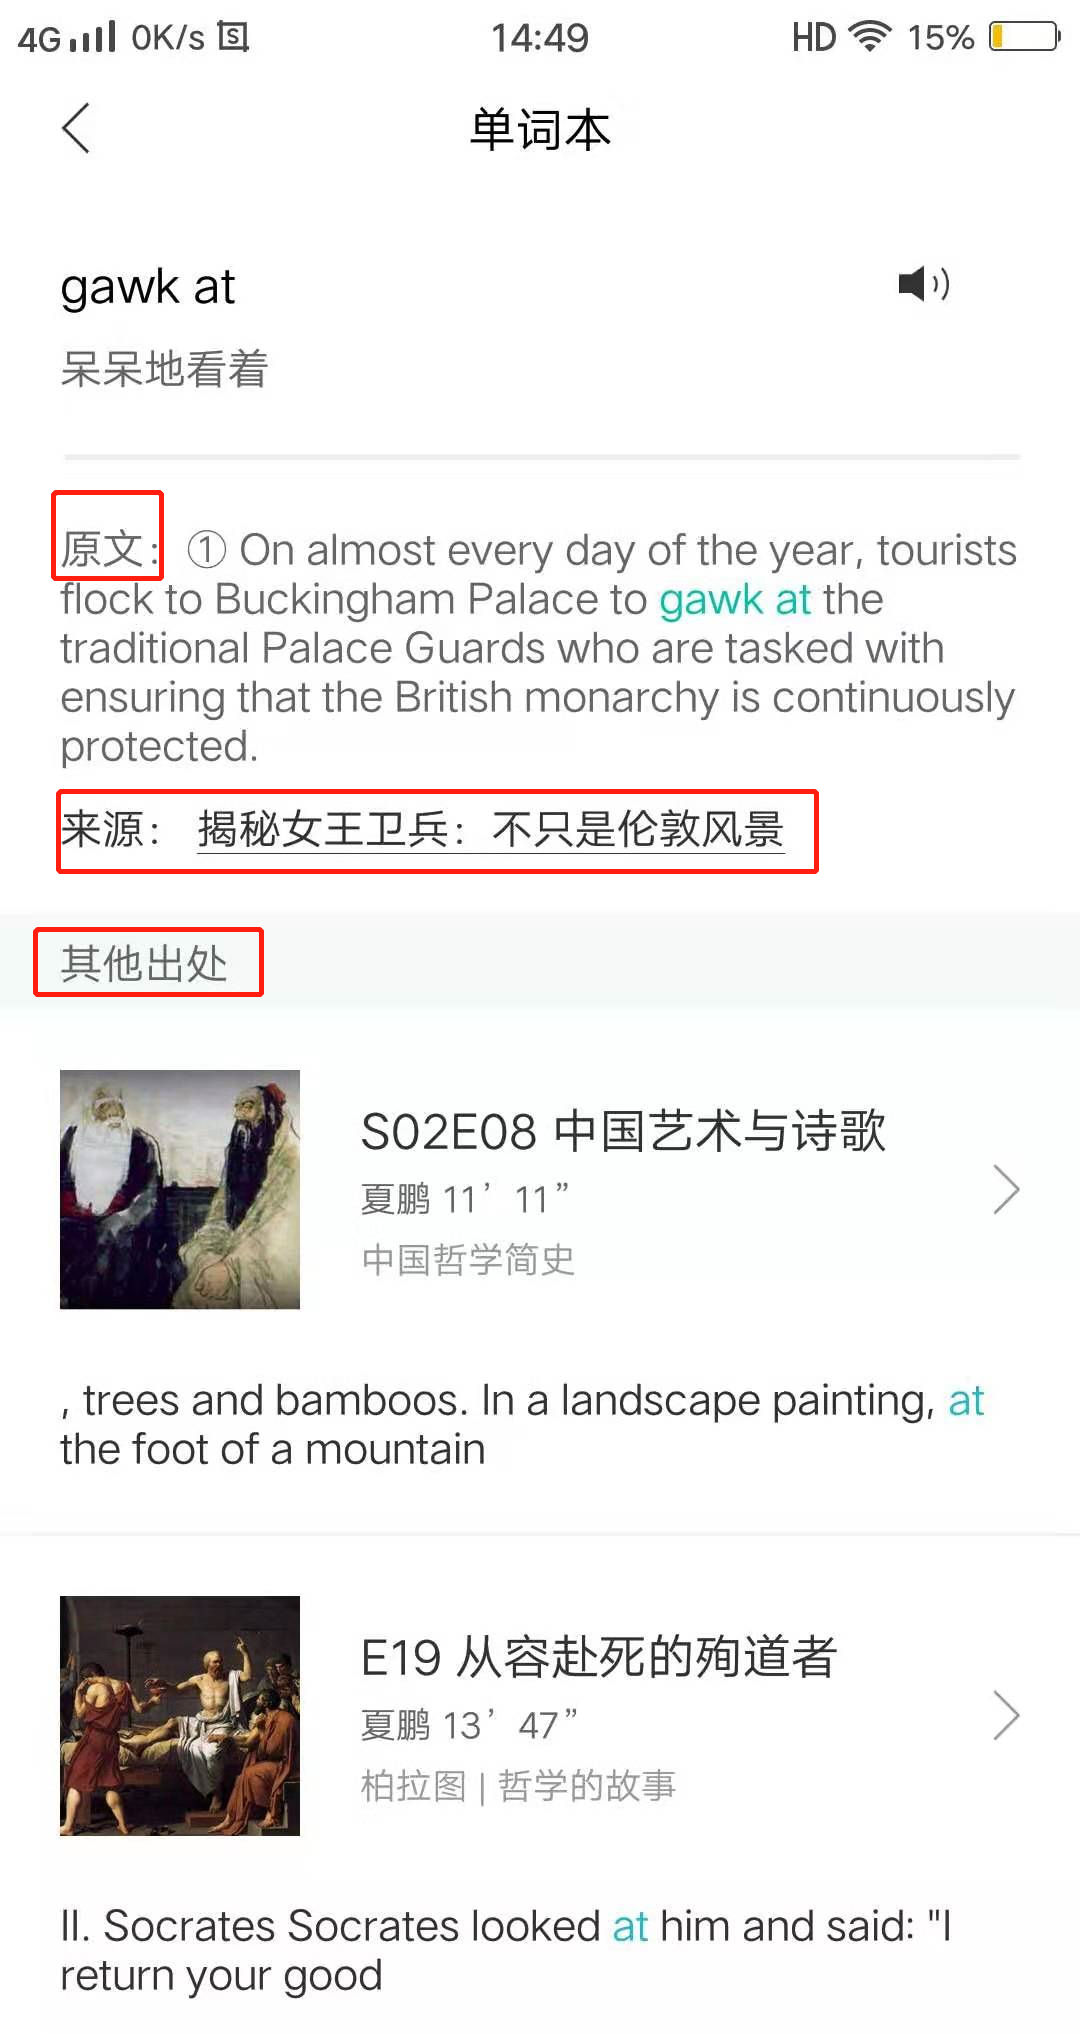 4G 0K/s 14:49 HD 15%
单词本
gawk at
呆呆地看着
原文：① On almost every day of the year, tourists
flock to Buckingham Palace to gawk at the
traditional Palace Guards who are tasked with
ensuring that the British monarchy is continuously
protected.
来源： 揭秘女王卫兵：不只是伦敦风景
其他出处
S02E08 中国艺术与诗歌
夏鹏 11’ 11”
中国哲学简史
, trees and bamboos. In a landscape painting, at
the foot of a mountain
E19 从容赴死的殉道者
夏鹏 13’ 47”
柏拉图 | 哲学的故事
II. Socrates Socrates looked at him and said: "I
return your good